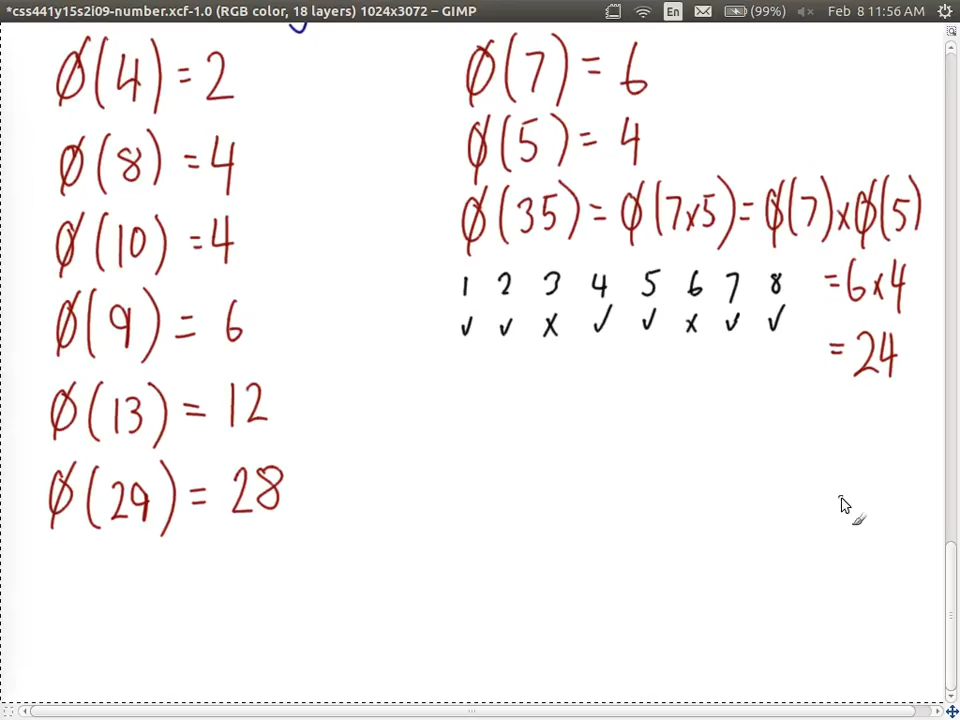 *css441y15s2i09-number.xcf-1.0 (RGB color, 18 layers) 1024x3072 – GIMP
En (99%) Feb 8 11:56 AM
ø(4) = 2
ø(8) = 4
ø(10) = 4
ø(9) = 6
ø(13) = 12
ø(29) = 28
ø(7) = 6
ø(5) = 4
ø(35) = ø(7x5) = ø(7)xø(5)
= 6x4
= 24
1 2 3 4 5 6 7 8
✓ ✓ x ✓ ✓ x ✓ ✓